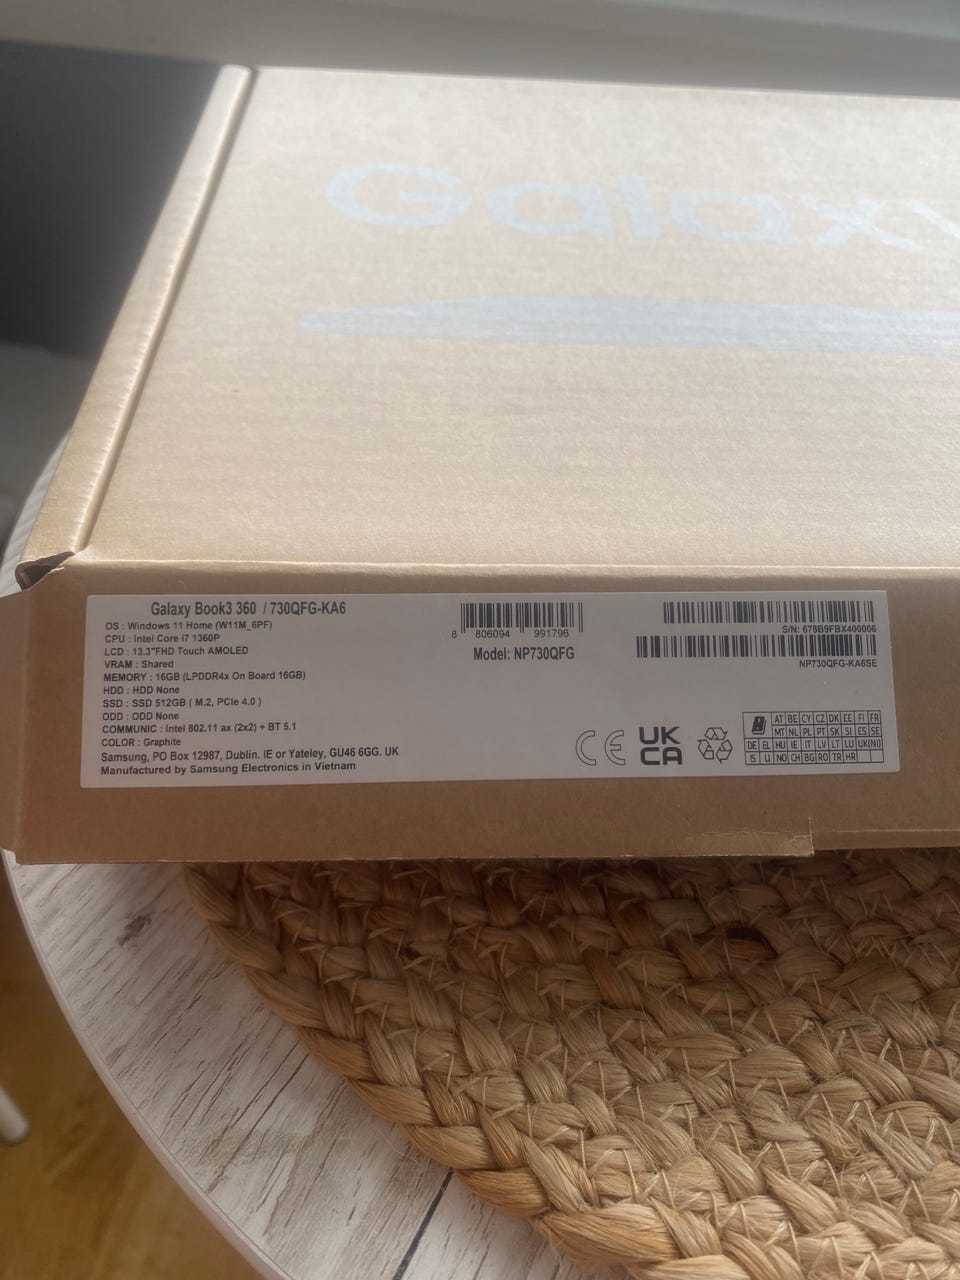 Galaxy
Galaxy Book3 360 / 730QFG-KA6
OS : Windows 11 Home (W11M_6PF)
CPU : Intel Core i7 1360P
LCD : 13.3"FHD Touch AMOLED
VRAM : Shared
MEMORY : 16GB (LPDDR4x On Board 16GB)
HDD : HDD None
SSD : SSD 512GB ( M.2, PCIe 4.0 )
ODD : ODD None
COMMUNIC : Intel 802.11 ax (2x2) + BT 5.1
COLOR : Graphite
Samsung, PO Box 12987, Dublin. IE or Yateley, GU46 6GG. UK
Manufactured by Samsung Electronics in Vietnam
8 806094 991796
Model: NP730QFG
S/N: 678B9FBX400006
NP730QFG-KA6SE
CE
UK
CA
AT BE CY CZ DK EE FI FR
MT NL PL PT SK SI ES SE
DE EL HU IE IT LV LT LU UK(NI)
IS LI NO CH BG RO TR HR